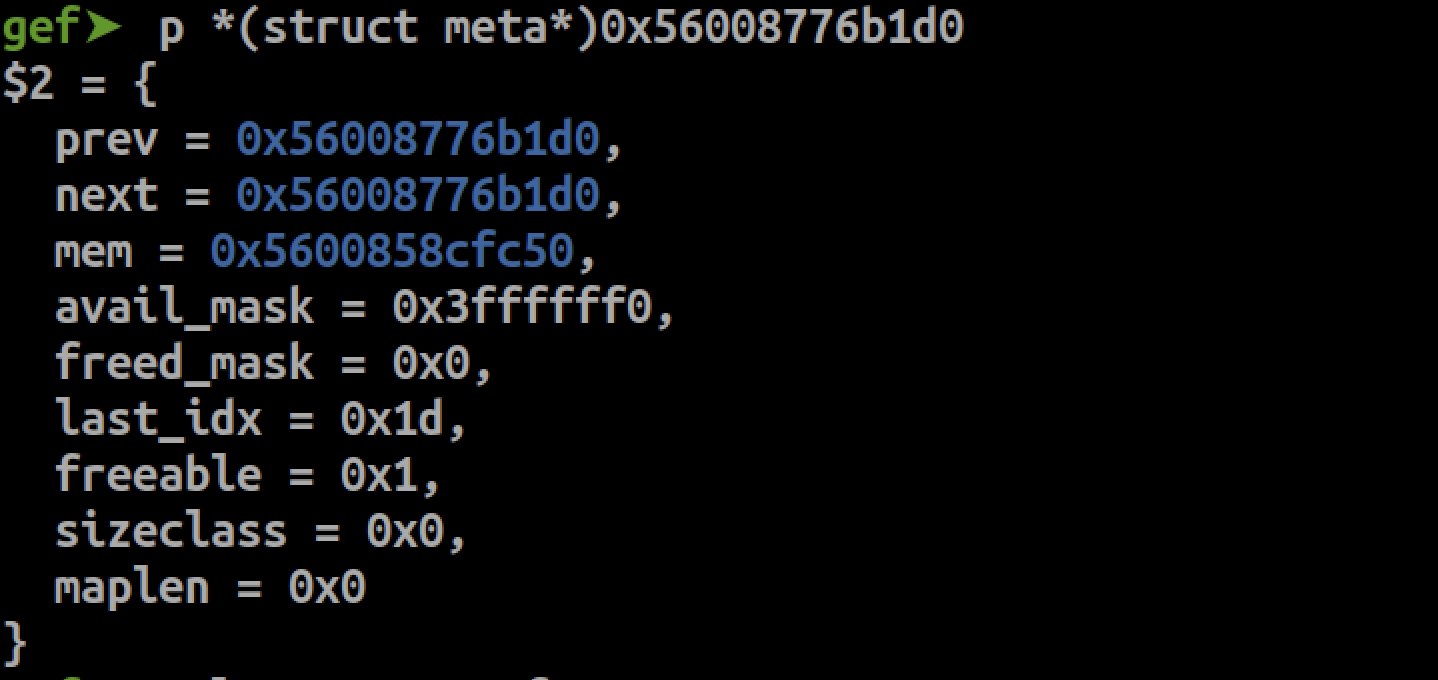 gef➤ p *(struct meta*)0x56008776b1d0
$2 = {
  prev = 0x56008776b1d0,
  next = 0x56008776b1d0,
  mem = 0x5600858cfc50,
  avail_mask = 0x3ffffff0,
  freed_mask = 0x0,
  last_idx = 0x1d,
  freeable = 0x1,
  sizeclass = 0x0,
  maplen = 0x0
}